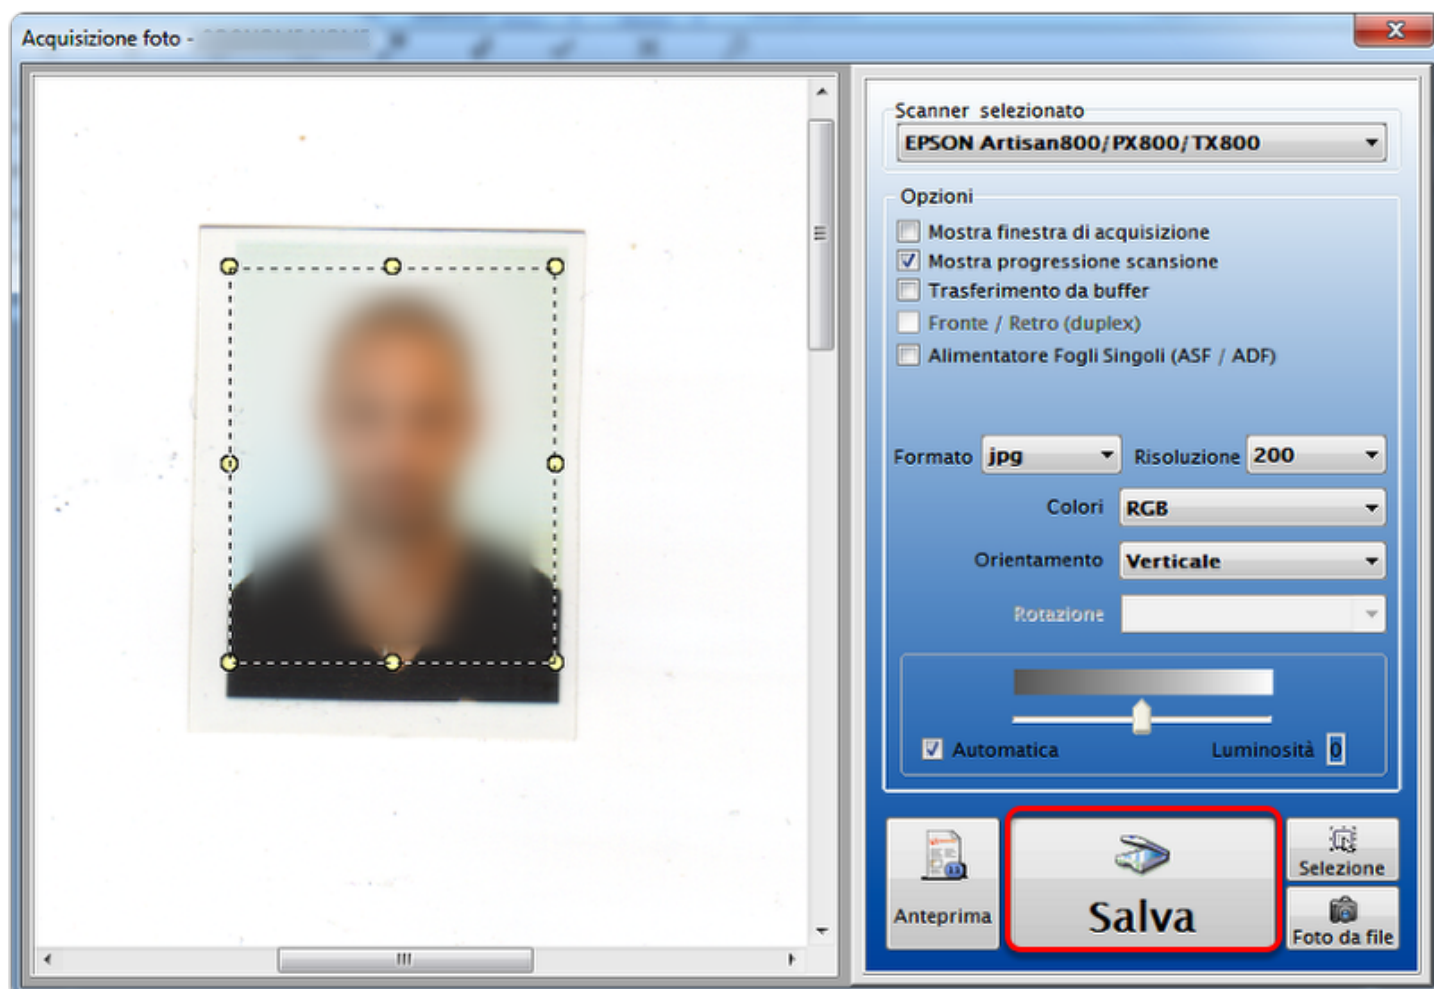 Acquisizione foto -
Scanner selezionato
EPSON Artisan800/PX800/TX800
Opzioni
Mostra finestra di acquisizione
Mostra progressione scansione
Trasferimento da buffer
Fronte / Retro (duplex)
Alimentatore Fogli Singoli (ASF / ADF)
Formato jpg Risoluzione 200
Colori RGB
Orientamento Verticale
Rotazione
Automatica Luminosità 0
Anteprima
Salva
Selezione
Foto da file